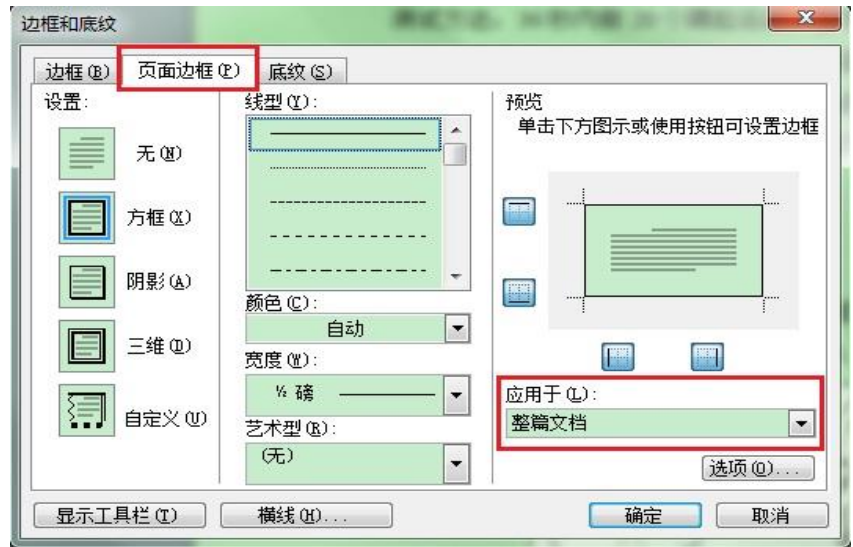 边框和底纹
边框(B)
页面边框(P)
底纹(S)
设置:
无(N)
方框(X)
阴影(A)
三维(D)
自定义(U)
线型(Y):
颜色(C):
自动
宽度(W):
½ 磅
艺术型(R):
(无)
预览
单击下方图示或使用按钮可设置边框
应用于(L):
整篇文档
选项(O)...
显示工具栏(T)
横线(H)...
确定
取消